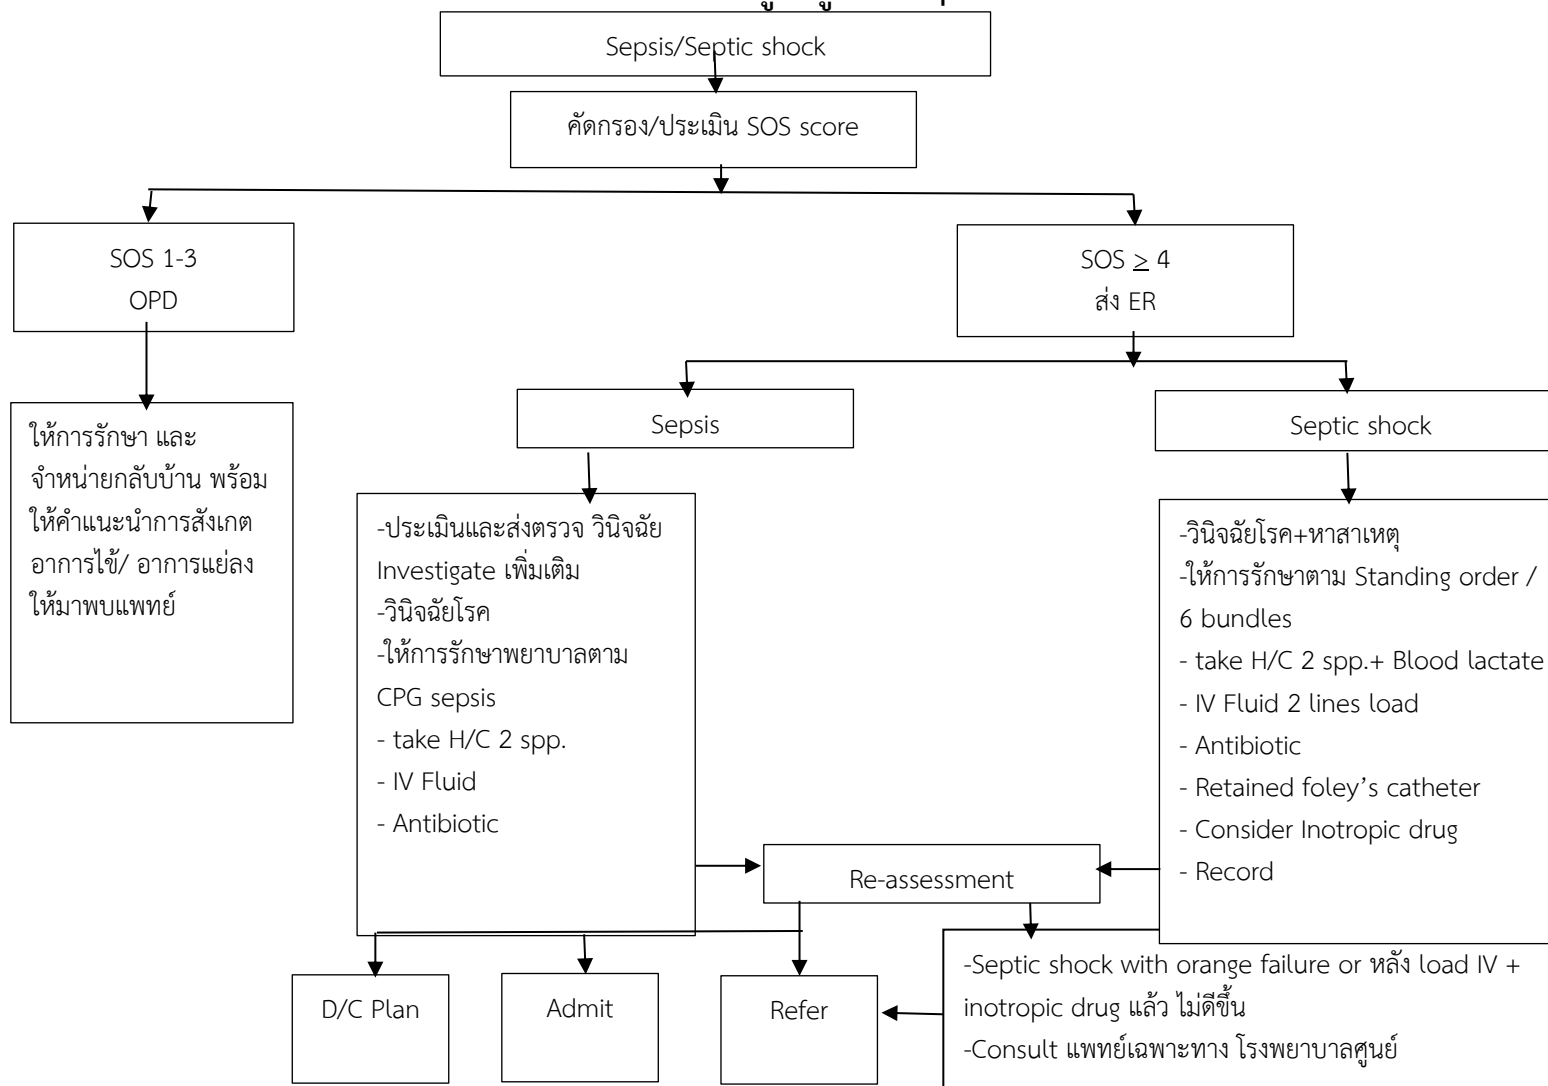 Sepsis/Septic shock
คัดกรอง/ประเมิน SOS score
SOS 1-3
OPD
SOS ≥ 4
ส่ง ER
Sepsis
Septic shock
ให้การรักษา และ
จำหน่ายกลับบ้าน พร้อม
ให้คำแนะนำการสังเกต
อาการไข้/ อาการแย่ลง
ให้มาพบแพทย์
-ประเมินและส่งตรวจ วินิจฉัย
Investigate เพิ่มเติม
-วินิจฉัยโรค
-ให้การรักษาพยาบาลตาม
CPG sepsis
- take H/C 2 spp.
- IV Fluid
- Antibiotic
-วินิจฉัยโรค+หาสาเหตุ
-ให้การรักษาตาม Standing order /
6 bundles
- take H/C 2 spp.+ Blood lactate
- IV Fluid 2 lines load
- Antibiotic
- Retained foley’s catheter
- Consider Inotropic drug
- Record
Re-assessment
D/C Plan
Admit
Refer
-Septic shock with orange failure or หลัง load IV +
inotropic drug แล้ว ไม่ดีขึ้น
-Consult แพทย์เฉพาะทาง โรงพยาบาลศูนย์